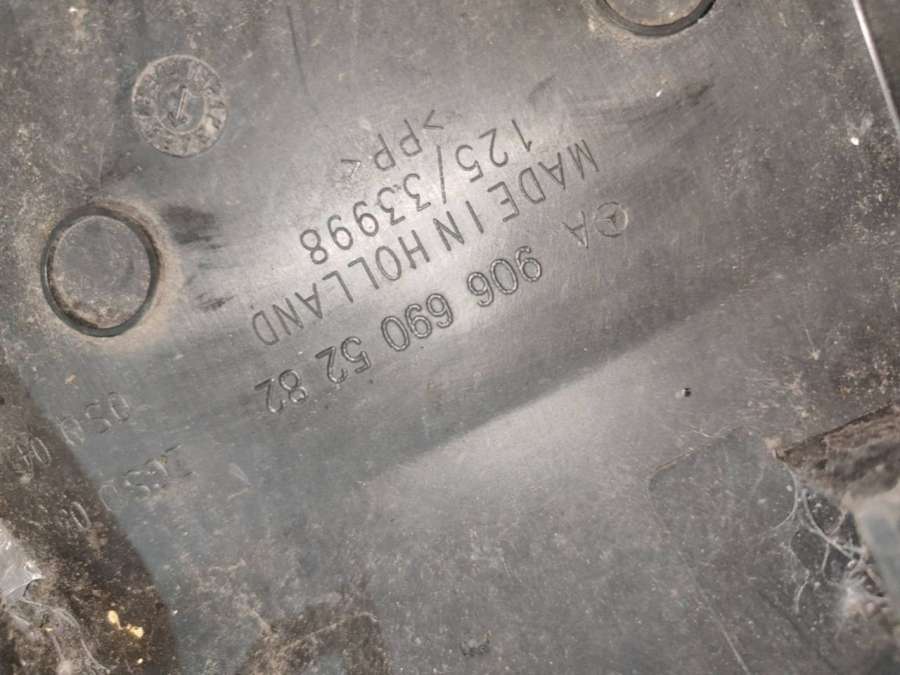 A 906 690 52 82
MADE IN HOLLAND
125/33998
>PP<